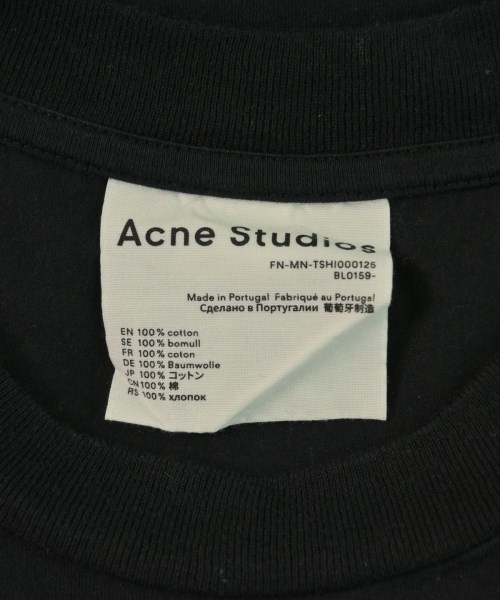 Acne Studios
FN-MN-TSHI000125
BL0159-
Made in Portugal Fabriqué au Portugal
Сделано в Португалии 葡萄牙制造
EN 100% cotton
SE 100% bomull
FR 100% coton
DE 100% Baumwolle
JP 100% コットン
CN 100% 棉
RS 100% хлопок